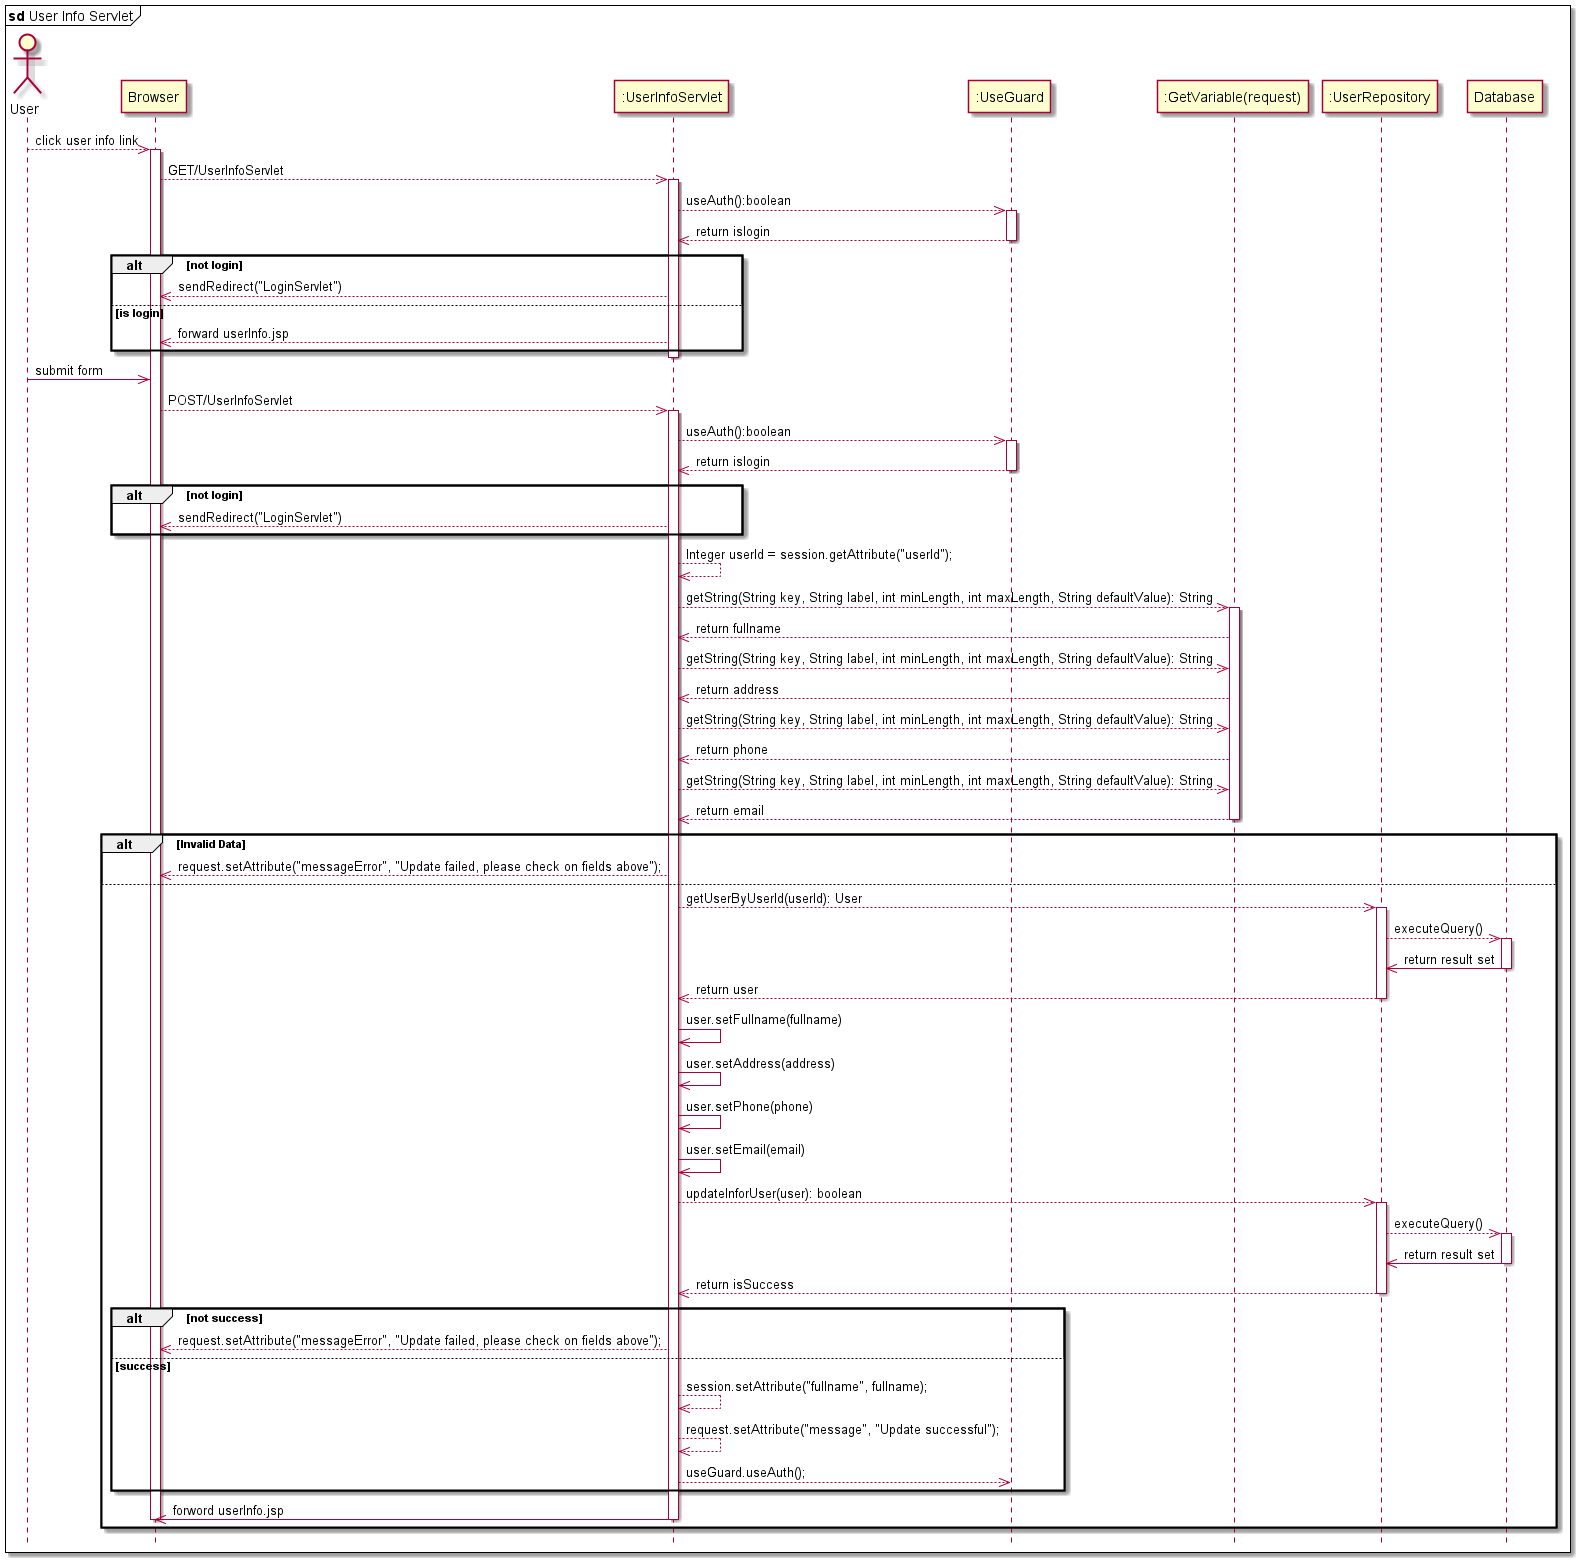 sd User Info Servlet
User
Browser
:UserInfoServlet
:UseGuard
:GetVariable(request)
:UserRepository
Database
click user info link
GET/UserInfoServlet
useAuth():boolean
return islogin
alt [not login]
sendRedirect("LoginServlet")
[is login]
forward userInfo.jsp
submit form
POST/UserInfoServlet
useAuth():boolean
return islogin
alt [not login]
sendRedirect("LoginServlet")
Integer userId = session.getAttribute("userId");
getString(String key, String label, int minLength, int maxLength, String defaultValue): String
return fullname
getString(String key, String label, int minLength, int maxLength, String defaultValue): String
return address
getString(String key, String label, int minLength, int maxLength, String defaultValue): String
return phone
getString(String key, String label, int minLength, int maxLength, String defaultValue): String
return email
alt [Invalid Data]
request.setAttribute("messageError", "Update failed, please check on fields above");
getUserByUserId(userId): User
executeQuery()
return result set
return user
user.setFullname(fullname)
user.setAddress(address)
user.setPhone(phone)
user.setEmail(email)
updateInforUser(user): boolean
executeQuery()
return result set
return isSuccess
alt [not success]
request.setAttribute("messageError", "Update failed, please check on fields above");
[success]
session.setAttribute("fullname", fullname);
request.setAttribute("message", "Update successful");
useGuard.useAuth();
forword userInfo.jsp